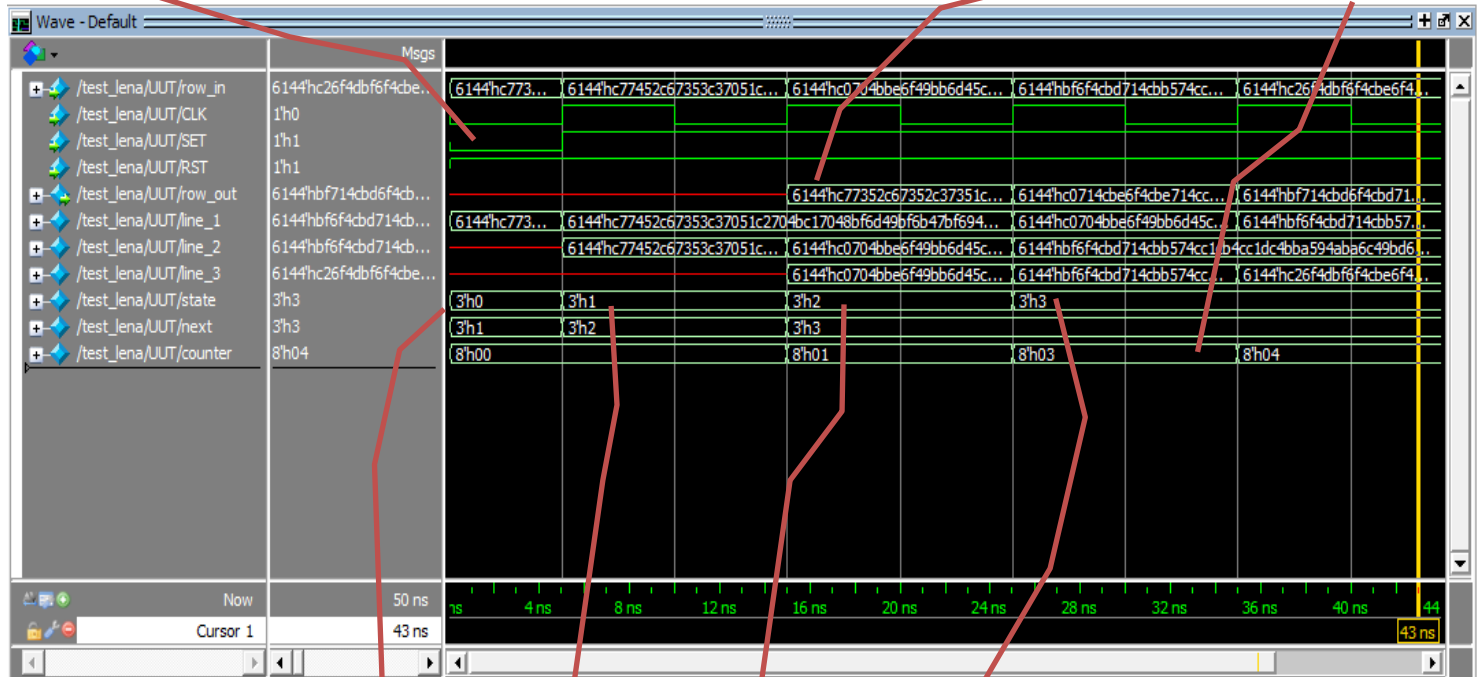 Wave - Default
Msgs
/test_lena/UUT/row_in 6144'hc26f4dbf6f4cbe... 6144'hc773... 6144'hc77452c67353c37051c... 6144'hc0704bbe6f49bb6d45c... 6144'hbf6f4cbd714cbb574cc... 6144'hc26f4dbf6f4cbe6f4...
/test_lena/UUT/CLK 1'h0
/test_lena/UUT/SET 1'h1
/test_lena/UUT/RST 1'h1
/test_lena/UUT/row_out 6144'hbf714cbd6f4cb... 6144'hc77352c67352c37351c... 6144'hc0714cbe6f4cbe714cc... 6144'hbf714cbd6f4cbd71...
/test_lena/UUT/line_1 6144'hbf6f4cbd714cb... 6144'hc773... 6144'hc77452c67353c37051c2704bc17048bf6d49bf6b47bf694... 6144'hc0704bbe6f49bb6d45c... 6144'hbf6f4cbd714cbb57...
/test_lena/UUT/line_2 6144'hbf6f4cbd714cb... 6144'hc77452c67353c37051c... 6144'hc0704bbe6f49bb6d45c... 6144'hbf6f4cbd714cbb574cc1db4cc1dc4bba594aba6c49bd6...
/test_lena/UUT/line_3 6144'hc26f4dbf6f4cbe... 6144'hc0704bbe6f49bb6d45c... 6144'hbf6f4cbd714cbb574cc... 6144'hc26f4dbf6f4cbe6f4...
/test_lena/UUT/state 3'h3 3'h0 3'h1 3'h2 3'h3
/test_lena/UUT/next 3'h3 3'h1 3'h2 3'h3
/test_lena/UUT/counter 8'h04 8'h00 8'h01 8'h03 8'h04
Now 50 ns ns 4 ns 8 ns 12 ns 16 ns 20 ns 24 ns 28 ns 32 ns 36 ns 40 ns 44
Cursor 1 43 ns 43 ns